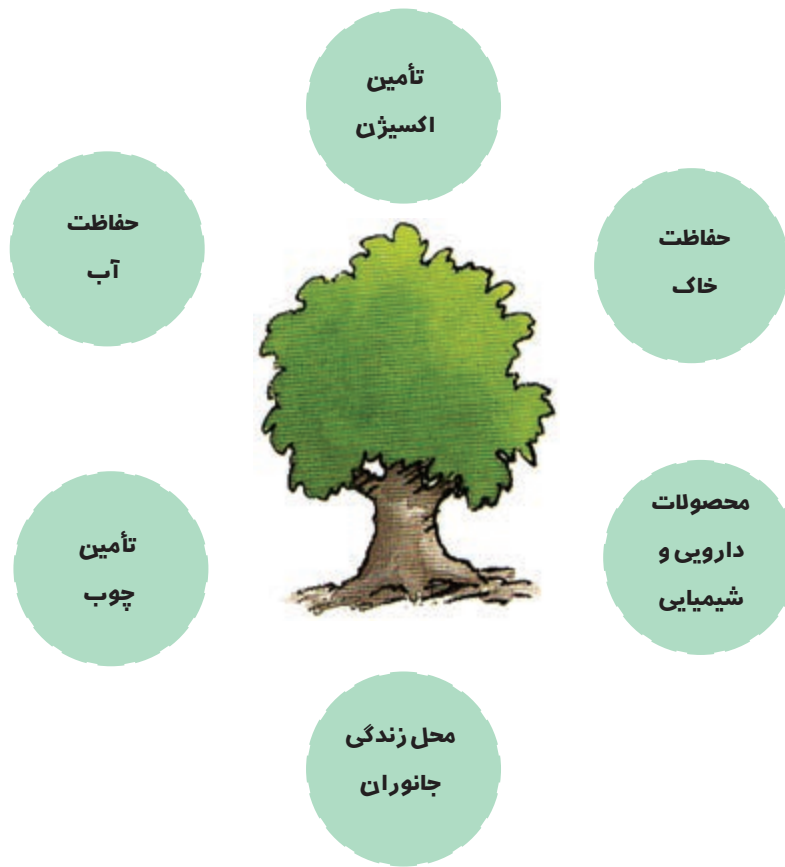 تأمین
اکسیژن
حفاظت
خاک
حفاظت
آب
محصولات
دارویی و
شیمیایی
تأمین
چوب
محل زندگی
جانوران